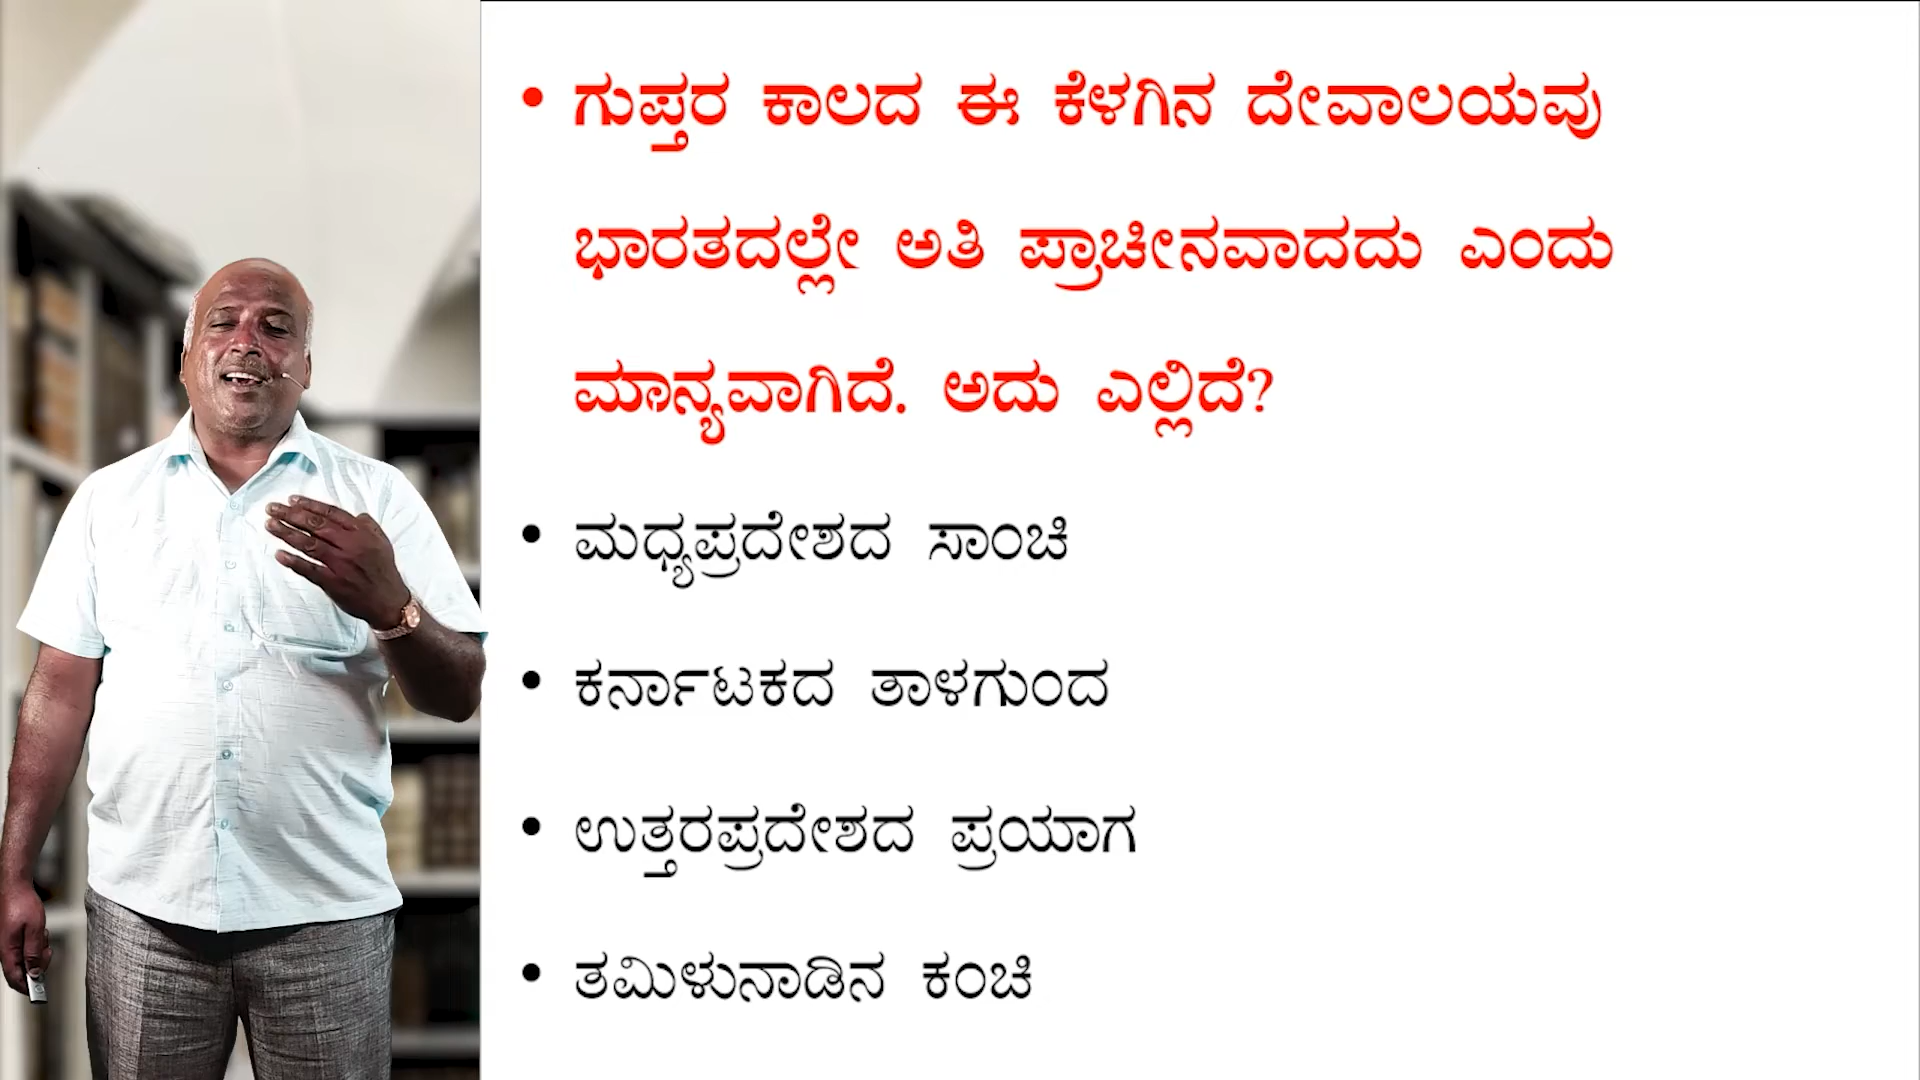 • ಗುಪ್ತರ ಕಾಲದ ಈ ಕೆಳಗಿನ ದೇವಾಲಯವು
ಭಾರತದಲ್ಲೇ ಅತಿ ಪ್ರಾಚೀನವಾದದು ಎಂದು
ಮಾನ್ಯವಾಗಿದೆ. ಅದು ಎಲ್ಲಿದೆ?
• ಮಧ್ಯಪ್ರದೇಶದ ಸಾಂಚಿ
• ಕರ್ನಾಟಕದ ತಾಳಗುಂದ
• ಉತ್ತರಪ್ರದೇಶದ ಪ್ರಯಾಗ
• ತಮಿಳುನಾಡಿನ ಕಂಚಿ